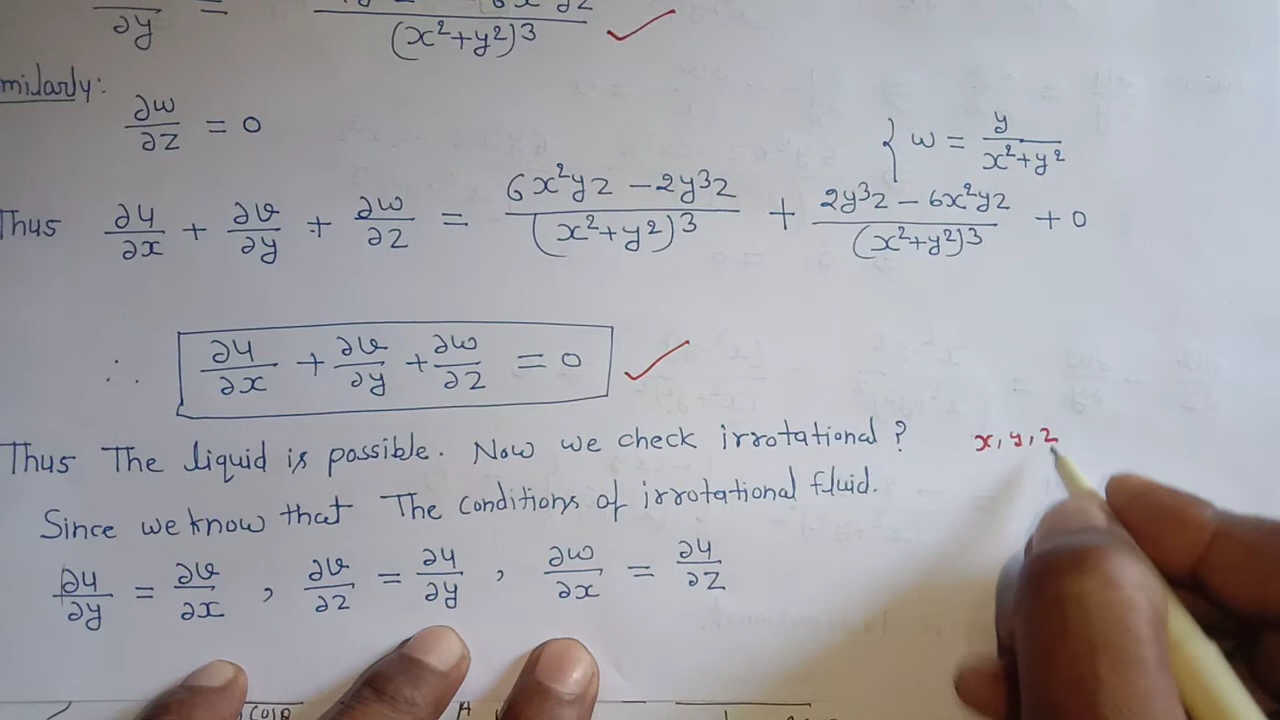 ∂y = (x²+y²)³ ✓
milarly:
∂w/∂z = 0
{ w = y/(x²+y²)
Thus ∂u/∂x + ∂v/∂y + ∂w/∂z = (6x²yz − 2y³z)/(x²+y²)³ + (2y³z − 6x²yz)/(x²+y²)³ + 0
∴ ∂u/∂x + ∂v/∂y + ∂w/∂z = 0 ✓
Thus The liquid is possible. Now we check irrotational? x, y, z
Since we know that The conditions of irrotational fluid.
∂u/∂y = ∂v/∂x , ∂v/∂z = ∂u/∂y , ∂w/∂x = ∂u/∂z